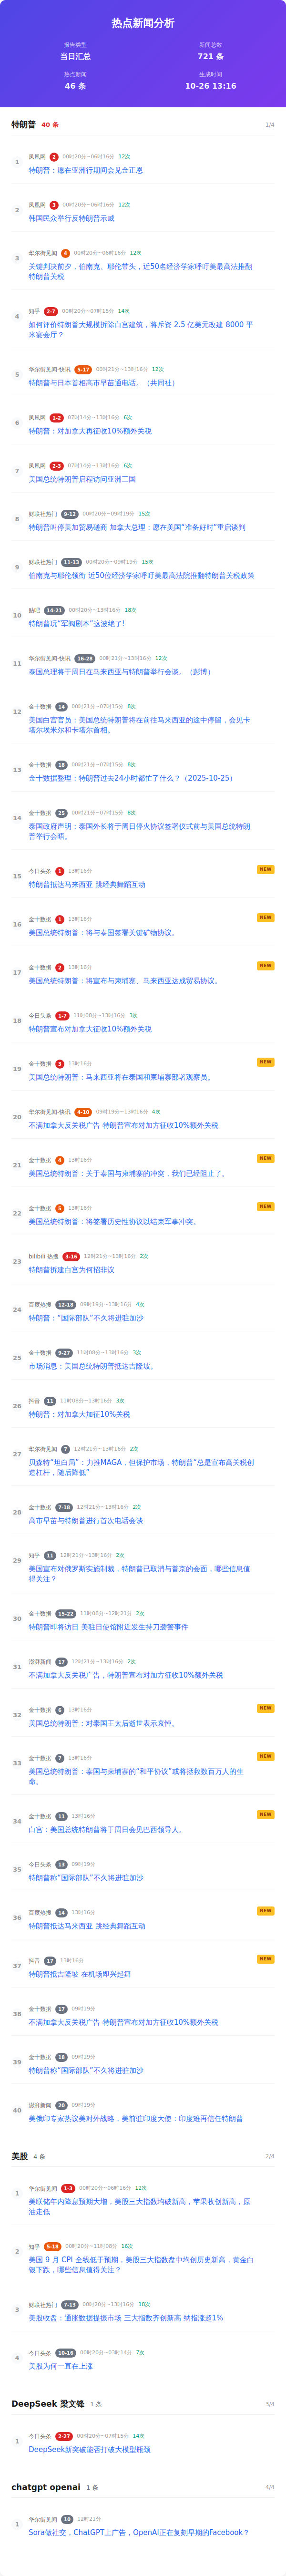 热点新闻分析
报告类型
当日汇总
新闻总数
721 条
热点新闻
46 条
生成时间
10-26 13:16
特朗普 40 条 1/4
1 凤凰网 2 00时20分~06时16分 12次
特朗普：愿在亚洲行期间会见金正恩
2 凤凰网 3 00时20分~06时16分 12次
韩国民众举行反特朗普示威
3 华尔街见闻 4 00时20分~06时16分 12次
关键判决前夕，伯南克、耶伦带头，近50名经济学家呼吁美最高法推翻
特朗普关税
4 知乎 2-7 00时20分~07时15分 14次
如何评价特朗普大规模拆除白宫建筑，将斥资 2.5 亿美元改建 8000 平
米宴会厅？
5 华尔街见闻-快讯 5-17 00时21分~13时16分 12次
特朗普与日本首相高市早苗通电话。（共同社）
6 凤凰网 1-2 07时14分~13时16分 6次
特朗普：对加拿大再征收10%额外关税
7 凤凰网 2-3 07时14分~13时16分 6次
美国总统特朗普启程访问亚洲三国
8 财联社热门 9-12 00时20分~09时19分 15次
特朗普叫停美加贸易磋商 加拿大总理：愿在美国“准备好时”重启谈判
9 财联社热门 11-13 00时20分~09时19分 15次
伯南克与耶伦领衔 近50位经济学家呼吁美最高法院推翻特朗普关税政策
10 贴吧 14-21 00时20分~13时16分 18次
特朗普玩“军阀剧本”这波绝了!
11 华尔街见闻-快讯 16-28 00时21分~13时16分 12次
泰国总理将于周日在马来西亚与特朗普举行会谈。（彭博）
12 金十数据 14 00时21分~07时15分 8次
美国白宫官员：美国总统特朗普将在前往马来西亚的途中停留，会见卡
塔尔埃米尔和卡塔尔首相。
13 金十数据 18 00时21分~07时15分 8次
金十数据整理：特朗普过去24小时都忙了什么？（2025-10-25）
14 金十数据 25 00时21分~07时15分 8次
泰国政府声明：泰国外长将于周日停火协议签署仪式前与美国总统特朗
普举行会晤。
15 今日头条 1 13时16分 NEW
特朗普抵达马来西亚 跳经典舞蹈互动
16 金十数据 1 13时16分 NEW
美国总统特朗普：将与泰国签署关键矿物协议。
17 金十数据 2 13时16分 NEW
美国总统特朗普：将宣布与柬埔寨、马来西亚达成贸易协议。
18 今日头条 1-7 11时08分~13时16分 3次
特朗普宣布对加拿大征收10%额外关税
19 金十数据 3 13时16分 NEW
美国总统特朗普：马来西亚将在泰国和柬埔寨部署观察员。
20 华尔街见闻-快讯 4-10 09时19分~13时16分 4次
不满加拿大反关税广告 特朗普宣布对加方征收10%额外关税
21 金十数据 4 13时16分 NEW
美国总统特朗普：关于泰国与柬埔寨的冲突，我们已经阻止了。
22 金十数据 5 13时16分 NEW
美国总统特朗普：将签署历史性协议以结束军事冲突。
23 bilibili 热搜 3-16 12时21分~13时16分 2次
特朗普拆建白宫为何招非议
24 百度热搜 12-18 09时19分~13时16分 4次
特朗普：“国际部队”不久将进驻加沙
25 金十数据 9-27 11时08分~13时16分 3次
市场消息：美国总统特朗普抵达吉隆坡。
26 抖音 11 11时08分~13时16分 3次
特朗普：对加拿大加征10%关税
27 华尔街见闻 7 12时21分~13时16分 2次
贝森特“坦白局”：力推MAGA，但保护市场，特朗普“总是宣布高关税创
造杠杆，随后降低”
28 金十数据 7-18 12时21分~13时16分 2次
高市早苗与特朗普进行首次电话会谈
29 知乎 11 12时21分~13时16分 2次
美国宣布对俄罗斯实施制裁，特朗普已取消与普京的会面，哪些信息值
得关注？
30 金十数据 15-22 11时08分~12时21分 2次
特朗普即将访日 美驻日使馆附近发生持刀袭警事件
31 澎湃新闻 17 12时21分~13时16分 2次
不满加拿大反关税广告，特朗普宣布对加方征收10%额外关税
32 金十数据 6 13时16分 NEW
美国总统特朗普：对泰国王太后逝世表示哀悼。
33 金十数据 7 13时16分 NEW
美国总统特朗普：泰国与柬埔寨的“和平协议”或将拯救数百万人的生
命。
34 金十数据 11 13时16分 NEW
白宫：美国总统特朗普将于周日会见巴西领导人。
35 今日头条 13 09时19分
特朗普称“国际部队”不久将进驻加沙
36 百度热搜 14 13时16分 NEW
特朗普抵达马来西亚 跳经典舞蹈互动
37 抖音 17 13时16分 NEW
特朗普抵吉隆坡 在机场即兴起舞
38 金十数据 17 09时19分
不满加拿大反关税广告 特朗普宣布对加方征收10%额外关税
39 金十数据 18 09时19分
特朗普称“国际部队”不久将进驻加沙
40 澎湃新闻 20 09时19分
美俄印专家热议美对外战略，美前驻印度大使：印度难再信任特朗普
美股 4 条 2/4
1 华尔街见闻 1-3 00时20分~06时16分 12次
美联储年内降息预期大增，美股三大指数均破新高，苹果收创新高，原
油走低
2 知乎 5-18 00时20分~11时08分 16次
美国 9 月 CPI 全线低于预期，美股三大指数盘中均创历史新高，黄金白
银下跌，哪些信息值得关注？
3 财联社热门 7-13 00时20分~13时16分 18次
美股收盘：通胀数据提振市场 三大指数齐创新高 纳指涨超1%
4 今日头条 10-16 00时20分~03时14分 7次
美股为何一直在上涨
DeepSeek 梁文锋 1 条 3/4
1 今日头条 2-27 00时20分~07时15分 14次
DeepSeek新突破能否打破大模型瓶颈
chatgpt openai 1 条 4/4
1 华尔街见闻 10 12时21分
Sora做社交，ChatGPT上广告，OpenAI正在复刻早期的Facebook？